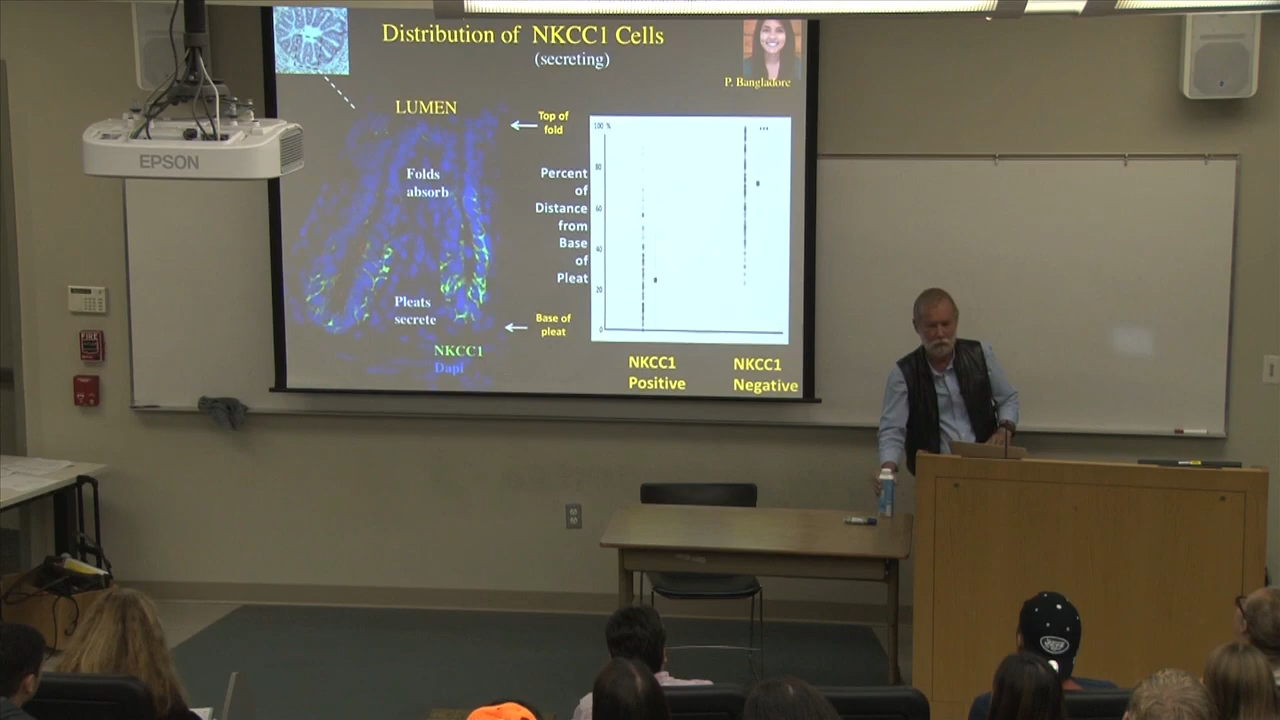 Distribution of NKCC1 Cells
(secreting)
P. Bangladore
LUMEN
Top of
fold
EPSON
Folds
absorb
Percent
of
Distance
from
Base
of
Pleat
100 %
80
60
40
20
0
Pleats
secrete
Base of
pleat
NKCC1
Dapi
NKCC1
Positive
NKCC1
Negative
FIRE